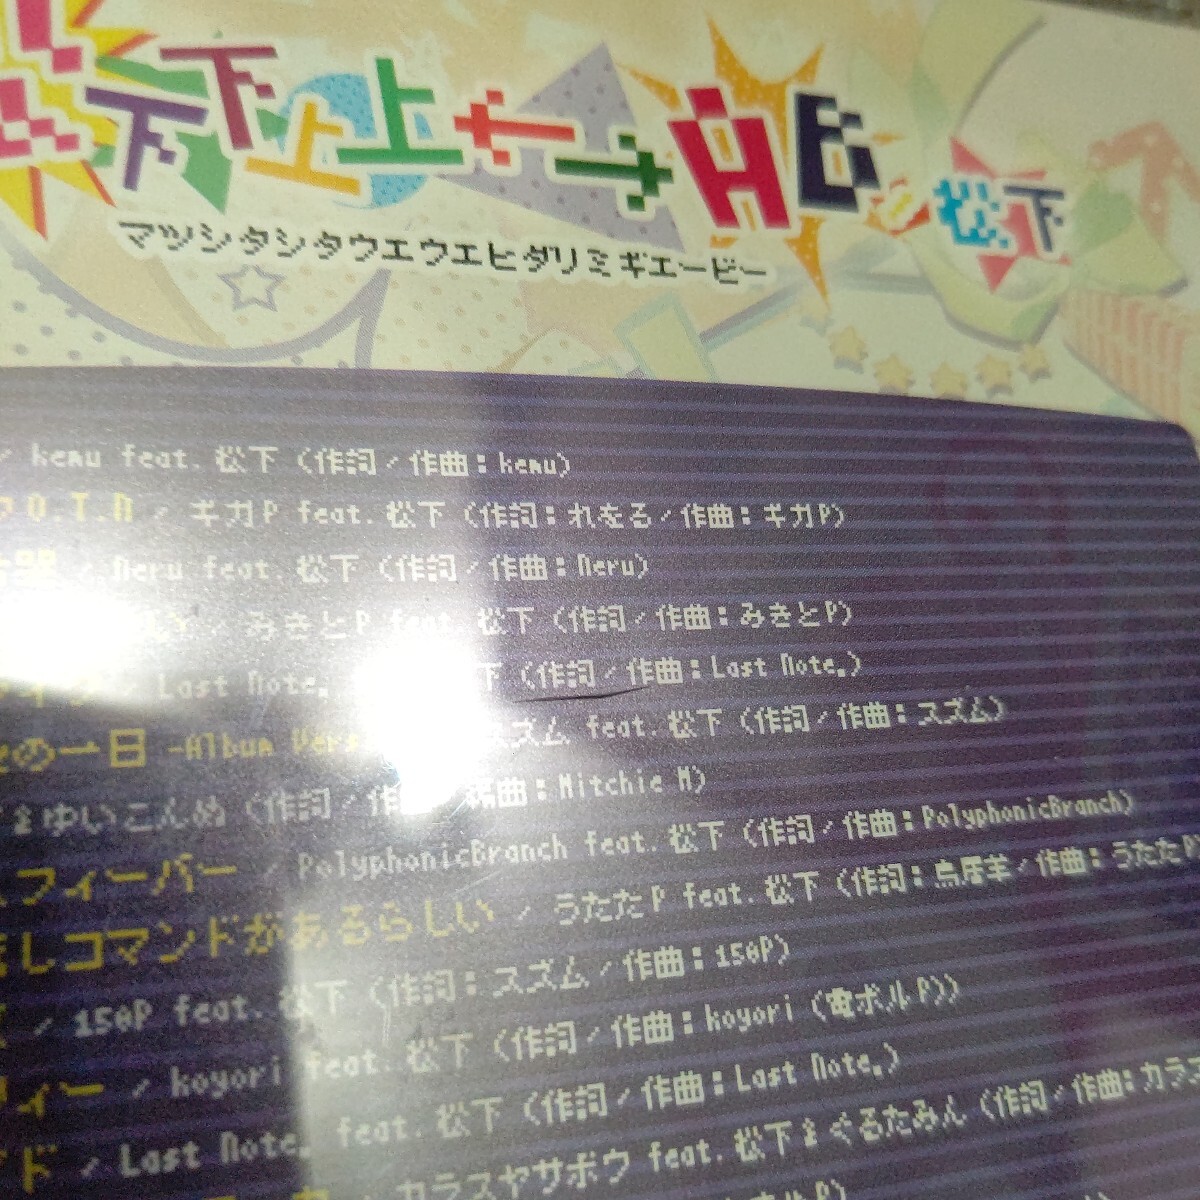 下下上上←→AB / 松下
マツシタシタウエウエヒダリミギエービー
/ kemu feat. 松下 (作詞/作曲:kemu)
O.T.N / ギガP feat. 松下 (作詞:れをる/作曲:ギガP)
/ Neru feat. 松下 (作詞/作曲:Neru)
/ みきとP feat. 松下 (作詞/作曲:みきとP)
/ Last Note. 下 (作詞/作曲:Last Note.)
の一日 -Album Vers スズム feat. 松下 (作詞/作曲:スズム)
&ゆいこんぬ (作詞/作 編曲:Mitchie M)
フィーバー / PolyphonicBranch feat. 松下 (作詞/作曲:PolyphonicBranch)
しコマンドがあるらしい / うたたP feat. 松下 (作詞:鳥居羊/作曲:うたたP
/ 150P feat. 松下 (作詞:スズム/作曲:150P)
ィー / koyori feat. 松下 (作詞/作曲:koyori (電ポルP))
ド / Last Note. feat. 松下 (作詞/作曲:Last Note.)
/ カラスヤサボウ feat. 松下&ぐるたみん (作詞/作曲:カラス